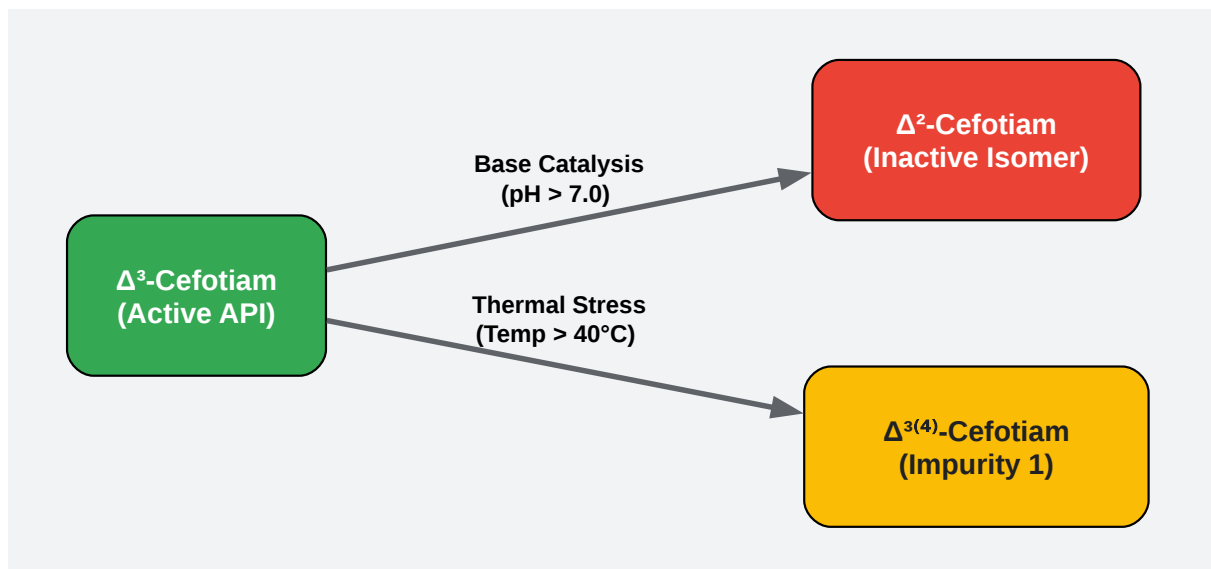 Δ³-Cefotiam
(Active API)
Base Catalysis
(pH > 7.0)
Δ²-Cefotiam
(Inactive Isomer)
Thermal Stress
(Temp > 40°C)
Δ³⁽⁴⁾-Cefotiam
(Impurity 1)